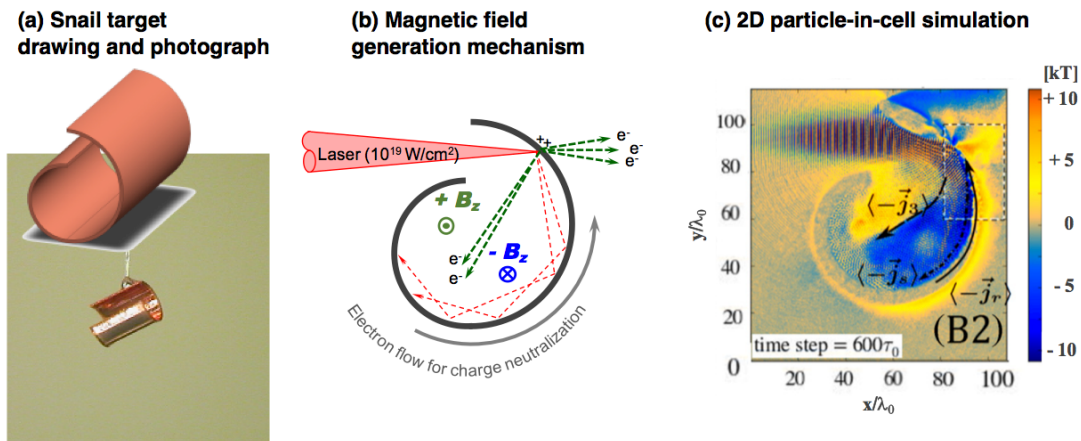 (a) Snail target
drawing and photograph
(b) Magnetic field
generation mechanism
Laser (10¹⁹ W/cm²)
++
e-
e-
e-
+ Bz
- Bz
e-
e-
Electron flow for charge neutralization
(c) 2D particle-in-cell simulation
[kT]
+ 10
+ 5
0
- 5
- 10
y/λ₀
100
80
60
40
20
0
⟨−j⃗₃⟩
⟨−j⃗ₛ⟩
⟨−j⃗ᵣ⟩
(B2)
time step = 600τ₀
20 40 60 80 100
x/λ₀